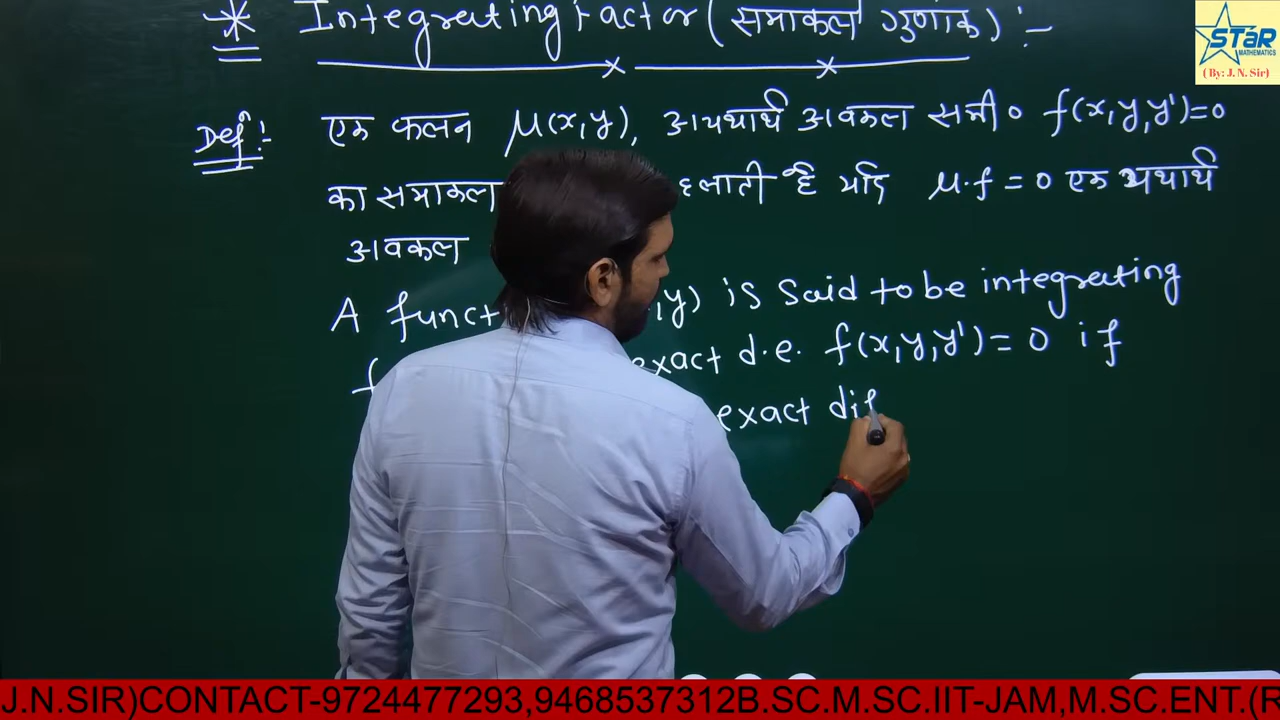 * Integrating Factor (समाकल गुणांक) :-
STAR
MATHEMATICS
( By: J. N. Sir)
Def^n :- एक कलन μ(x,y), अयथार्थ अवकल समी० f(x,y,y')=0
का समाकल है यदि μ.f = 0 एक यथार्थ
अवकल
A funct ,y) is said to be integrating
exact d.e. f(x,y,y') = 0 if
exact dif
J.N.SIR)CONTACT-9724477293,9468537312B.SC.M.SC.IIT-JAM,M.SC.ENT.(R